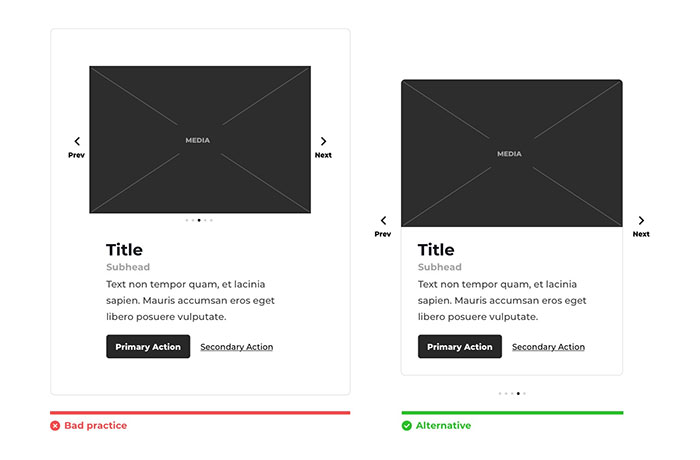 MEDIA
Prev
Next
Title
Subhead
Text non tempor quam, et lacinia
sapien. Mauris accumsan eros eget
libero posuere vulputate.
Primary Action
Secondary Action
Bad practice
MEDIA
Prev
Next
Title
Subhead
Text non tempor quam, et lacinia
sapien. Mauris accumsan eros eget
libero posuere vulputate.
Primary Action
Secondary Action
Alternative